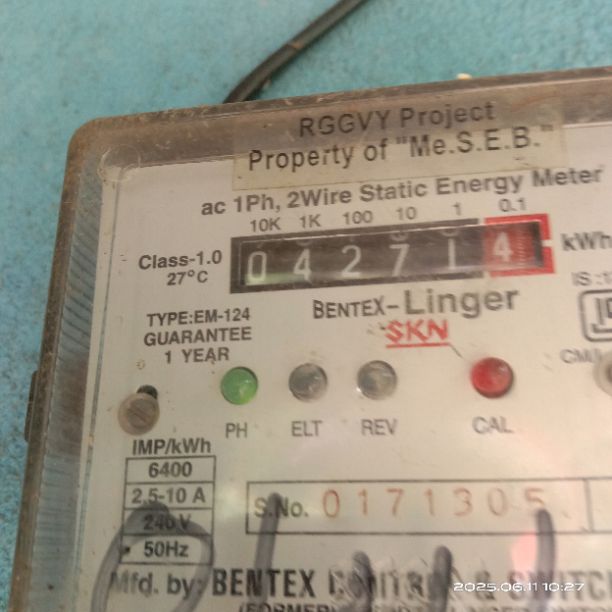 RGGVY Project
Property of "Me.S.E.B."
ac 1Ph, 2Wire Static Energy Meter
10K 1K 100 10 1 0.1
Class-1.0
27°C
0 4 2 7 1 4
kWh
IS :
BENTEX-Linger
SKN
TYPE:EM-124
GUARANTEE
1 YEAR
CM/L
PH ELT REV CAL
IMP/kWh
6400
2,5-10 A
240 V
50Hz
S.No. 0171305
Mfd. by: BENTEX
2025.06.11 10:27